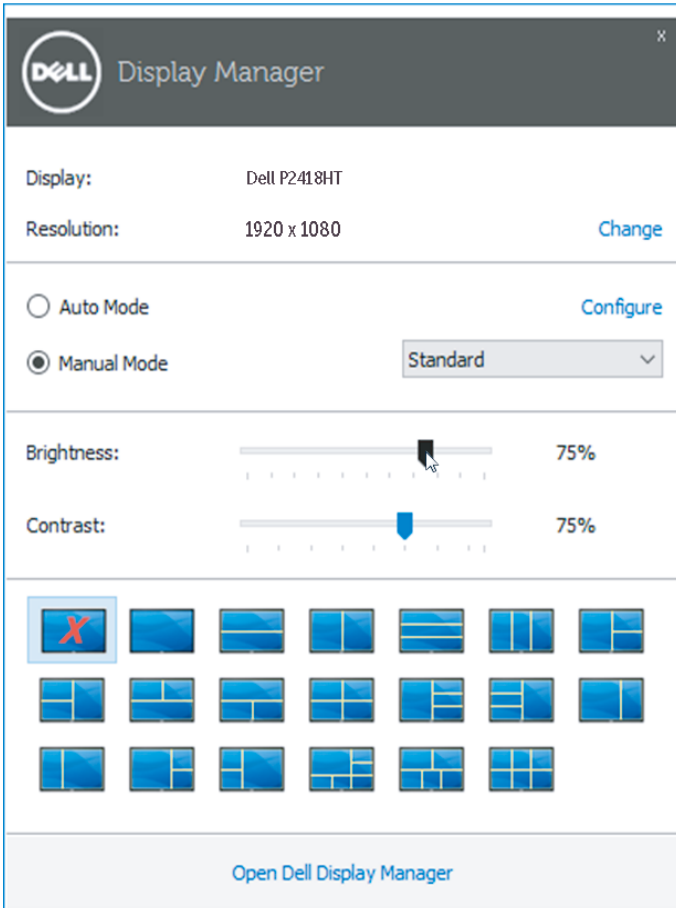 DELL Display Manager x
Display: Dell P2418HT
Resolution: 1920 x 1080 Change
Auto Mode Configure
Manual Mode Standard
Brightness: 75%
Contrast: 75%
X
Open Dell Display Manager